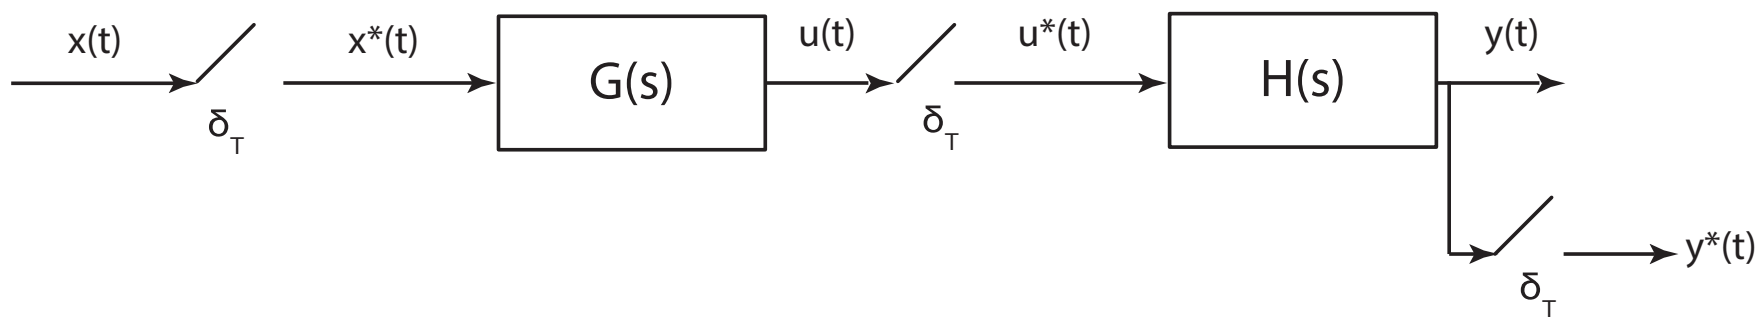 x(t)
δT
x*(t)
G(s)
u(t)
δT
u*(t)
H(s)
y(t)
δT
y*(t)